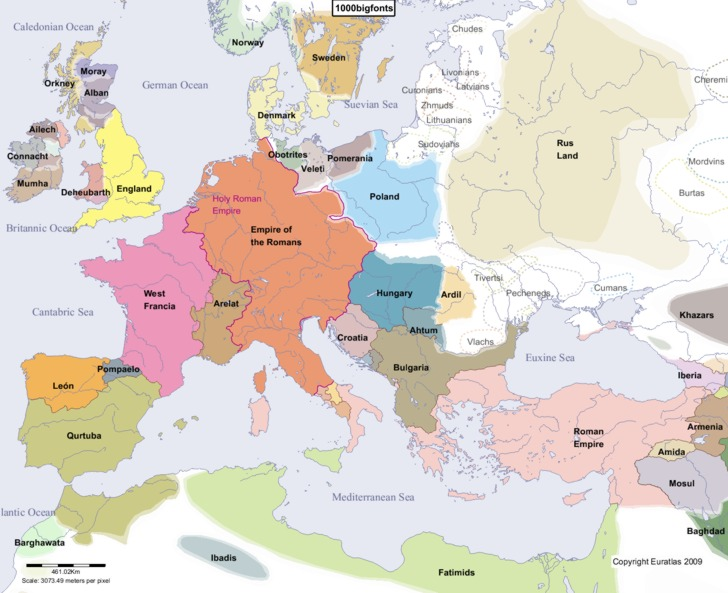 1000bigfonts
Caledonian Ocean
Chudes
Norway
Sweden
Moray
Orkney
Alban
German Ocean
Livonians
Curonians
Latvians
Cheremi
Suevian Sea
Zhmuds
Denmark
Lithuanians
Ailech
Sudovians
Rus
Land
Connacht
Obotrites
Pomerania
Veleti
Mordvins
Mumha
Deheubarth
England
Poland
Burtas
Holy Roman
Empire
Britannic Ocean
Empire of
the Romans
Tivertsi
Cumans
West
Francia
Arelat
Hungary
Ardil
Pechenegs
Cantabric Sea
Khazars
Ahtum
Croatia
Vlachs
Euxine Sea
Pompaelo
Bulgaria
León
Iberia
Qurtuba
Roman
Empire
Armenia
Amida
Mosul
Mediterranean Sea
lantic Ocean
Baghdad
Barghawata
Ibadis
Copyright Euratlas 2009
461.02Km
Fatimids
Scale: 3073.49 meters per pixel